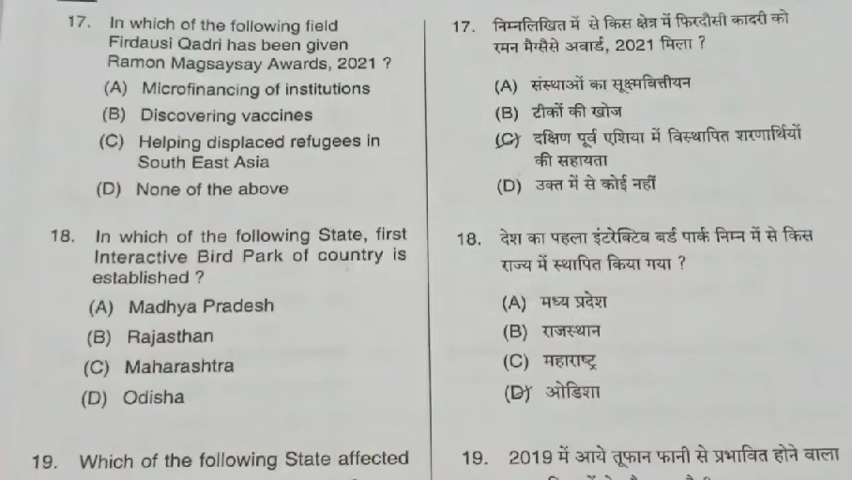 17. In which of the following field
Firdausi Qadri has been given
Ramon Magsaysay Awards, 2021 ?
(A) Microfinancing of institutions
(B) Discovering vaccines
(C) Helping displaced refugees in
South East Asia
(D) None of the above
18. In which of the following State, first
Interactive Bird Park of country is
established ?
(A) Madhya Pradesh
(B) Rajasthan
(C) Maharashtra
(D) Odisha
19. Which of the following State affected
17. निम्नलिखित में से किस क्षेत्र में फिरदौसी कादरी को
रमन मैग्सैसे अवार्ड, 2021 मिला ?
(A) संस्थाओं का सूक्ष्मवित्तीयन
(B) टीकों की खोज
(C) दक्षिण पूर्व एशिया में विस्थापित शरणार्थियों
की सहायता
(D) उक्त में से कोई नहीं
18. देश का पहला इंटरेक्टिव बर्ड पार्क निम्न में से किस
राज्य में स्थापित किया गया ?
(A) मध्य प्रदेश
(B) राजस्थान
(C) महाराष्ट्र
(D) ओडिशा
19. 2019 में आये तूफान फानी से प्रभावित होने वाला